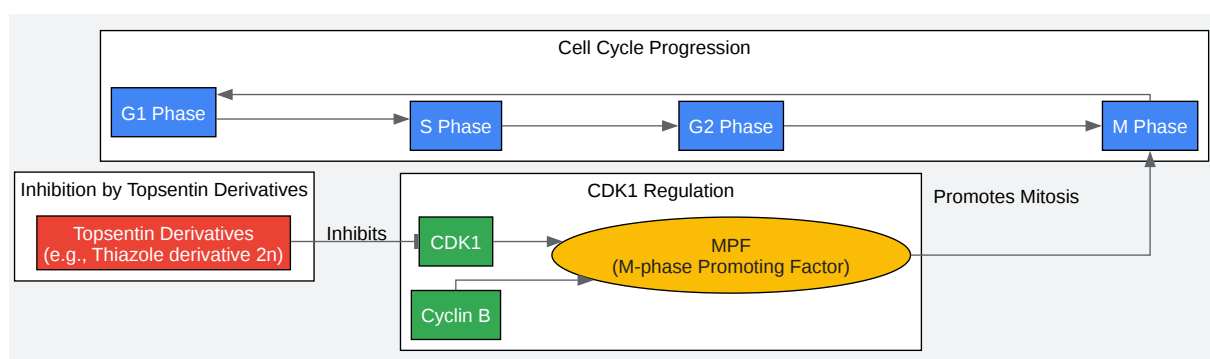 Cell Cycle Progression
G1 Phase
S Phase
G2 Phase
M Phase
Inhibition by Topsentin Derivatives
Topsentin Derivatives
(e.g., Thiazole derivative 2n)
Inhibits
CDK1 Regulation
CDK1
Cyclin B
MPF
(M-phase Promoting Factor)
Promotes Mitosis